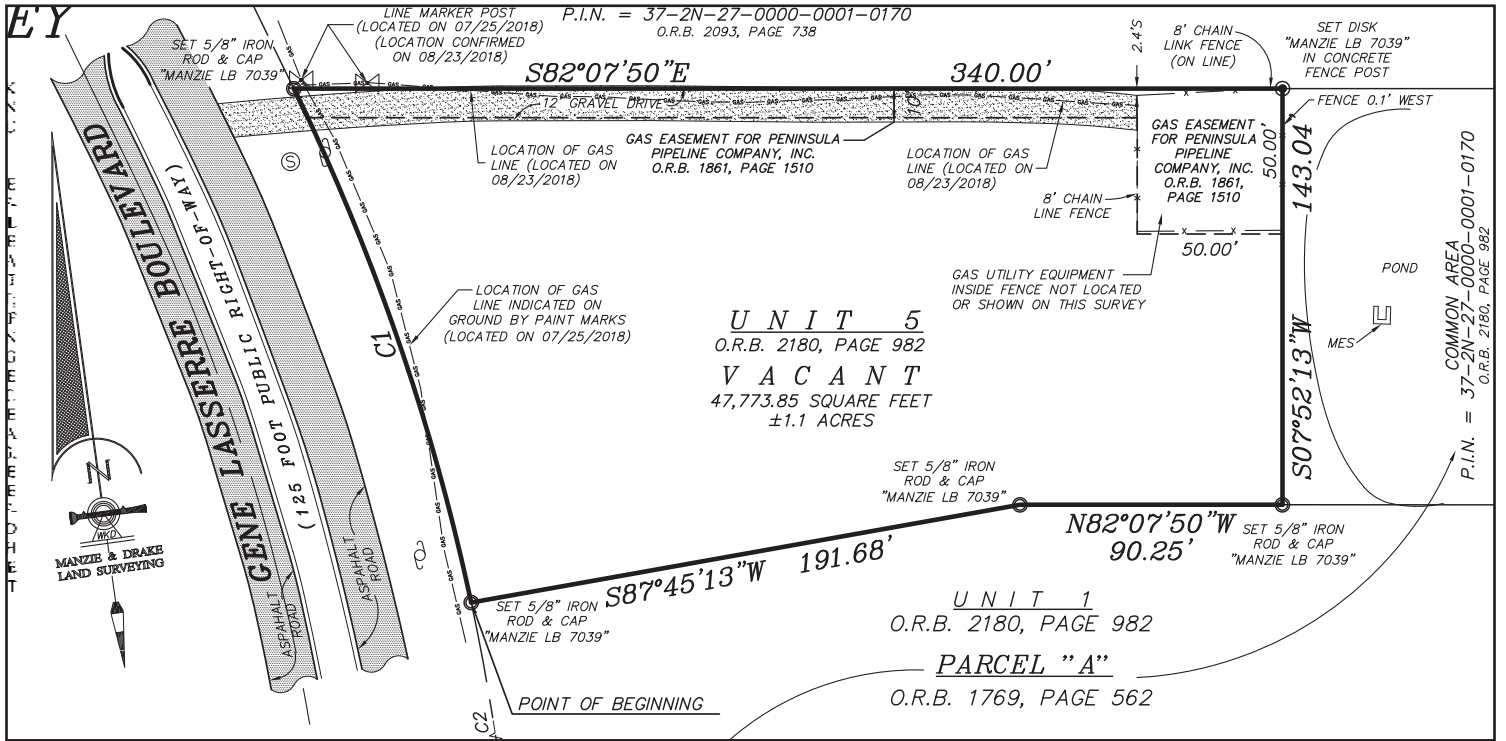 EY
LINE MARKER POST
(LOCATED ON 07/25/2018)
(LOCATION CONFIRMED
ON 08/23/2018)
P.I.N. = 37-2N-27-0000-0001-0170
O.R.B. 2093, PAGE 738
2.4'S
8' CHAIN
LINK FENCE
(ON LINE)
SET DISK
"MANZIE LB 7039"
IN CONCRETE
FENCE POST
SET 5/8" IRON
ROD & CAP
"MANZIE LB 7039"
S82°07'50"E 340.00'
12' GRAVEL DRIVE
10'
FENCE 0.1' WEST
GAS EASEMENT FOR PENINSULA
PIPELINE COMPANY, INC.
O.R.B. 1861, PAGE 1510
LOCATION OF GAS
LINE (LOCATED ON
08/23/2018)
LOCATION OF GAS
LINE (LOCATED ON
08/23/2018)
GAS EASEMENT
FOR PENINSULA
PIPELINE
COMPANY, INC.
O.R.B. 1861,
PAGE 1510
50.00'
143.04
8' CHAIN
LINE FENCE
50.00'
S
GAS UTILITY EQUIPMENT
INSIDE FENCE NOT LOCATED
OR SHOWN ON THIS SURVEY
POND
MES
COMMON AREA
P.I.N. = 37-2N-27-0000-0001-0170
O.R.B. 2180, PAGE 982
LOCATION OF GAS
LINE INDICATED ON
GROUND BY PAINT MARKS
(LOCATED ON 07/25/2018)
C1
UNIT 5
O.R.B. 2180, PAGE 982
VACANT
47,773.85 SQUARE FEET
±1.1 ACRES
S07°52'13"W
GENE LASSERRE BOULEVARD
(125 FOOT PUBLIC RIGHT-OF-WAY)
N
WKD
MANZIE & DRAKE
LAND SURVEYING
SET 5/8" IRON
ROD & CAP
"MANZIE LB 7039"
N82°07'50"W
90.25'
SET 5/8" IRON
ROD & CAP
"MANZIE LB 7039"
S87°45'13"W 191.68'
ASPAHALT
ROAD
ASPAHALT
ROAD
SET 5/8" IRON
ROD & CAP
"MANZIE LB 7039"
UNIT 1
O.R.B. 2180, PAGE 982
PARCEL "A"
O.R.B. 1769, PAGE 562
POINT OF BEGINNING
C2